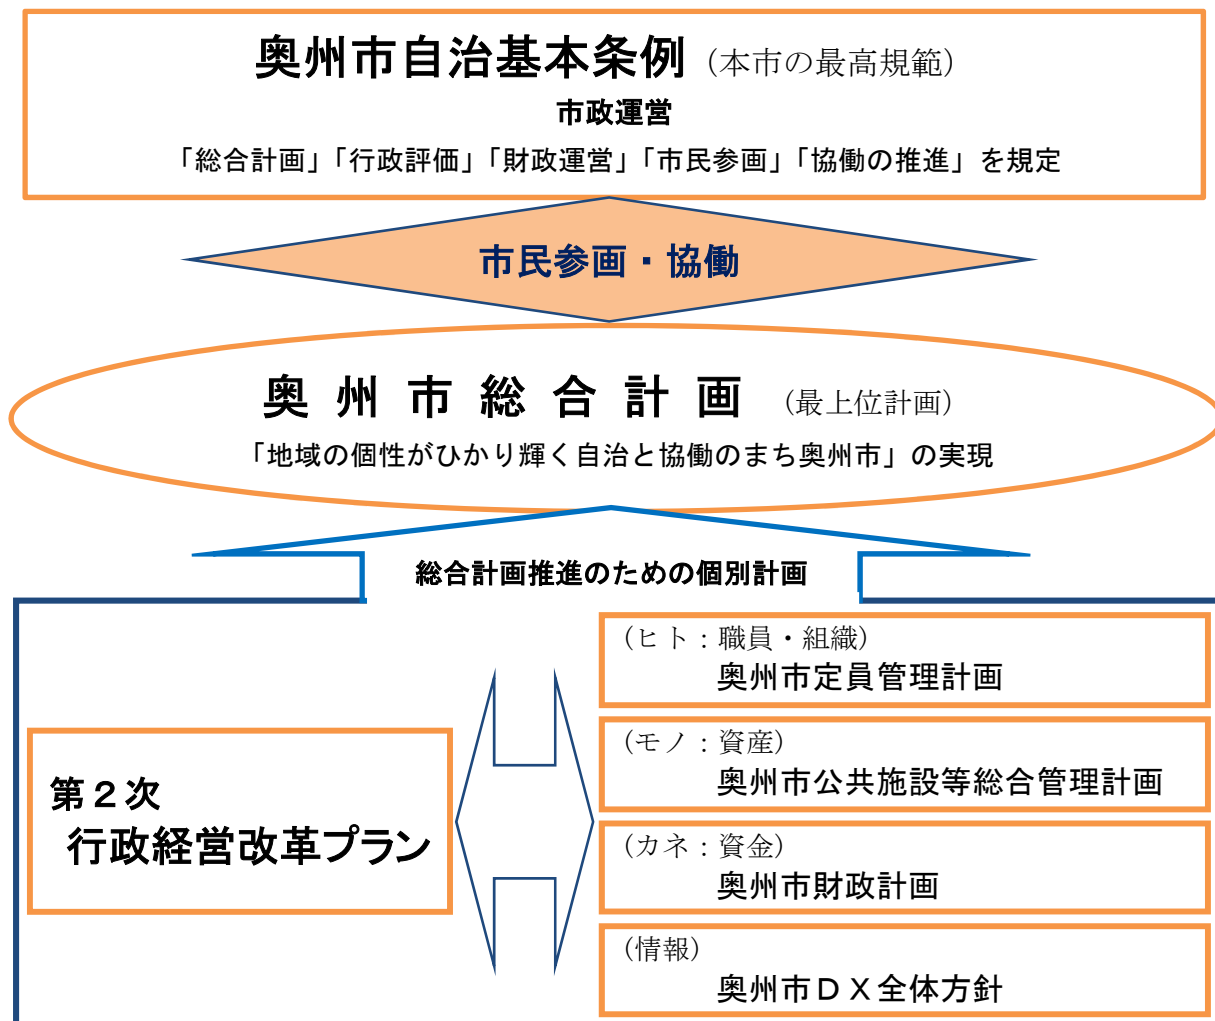 奥州市自治基本条例（本市の最高規範）
市政運営
「総合計画」「行政評価」「財政運営」「市民参画」「協働の推進」を規定
市民参画・協働
奥州市総合計画（最上位計画）
「地域の個性がひかり輝く自治と協働のまち奥州市」の実現
総合計画推進のための個別計画
第２次
行政経営改革プラン
（ヒト：職員・組織）
奥州市定員管理計画
（モノ：資産）
奥州市公共施設等総合管理計画
（カネ：資金）
奥州市財政計画
（情報）
奥州市ＤＸ全体方針